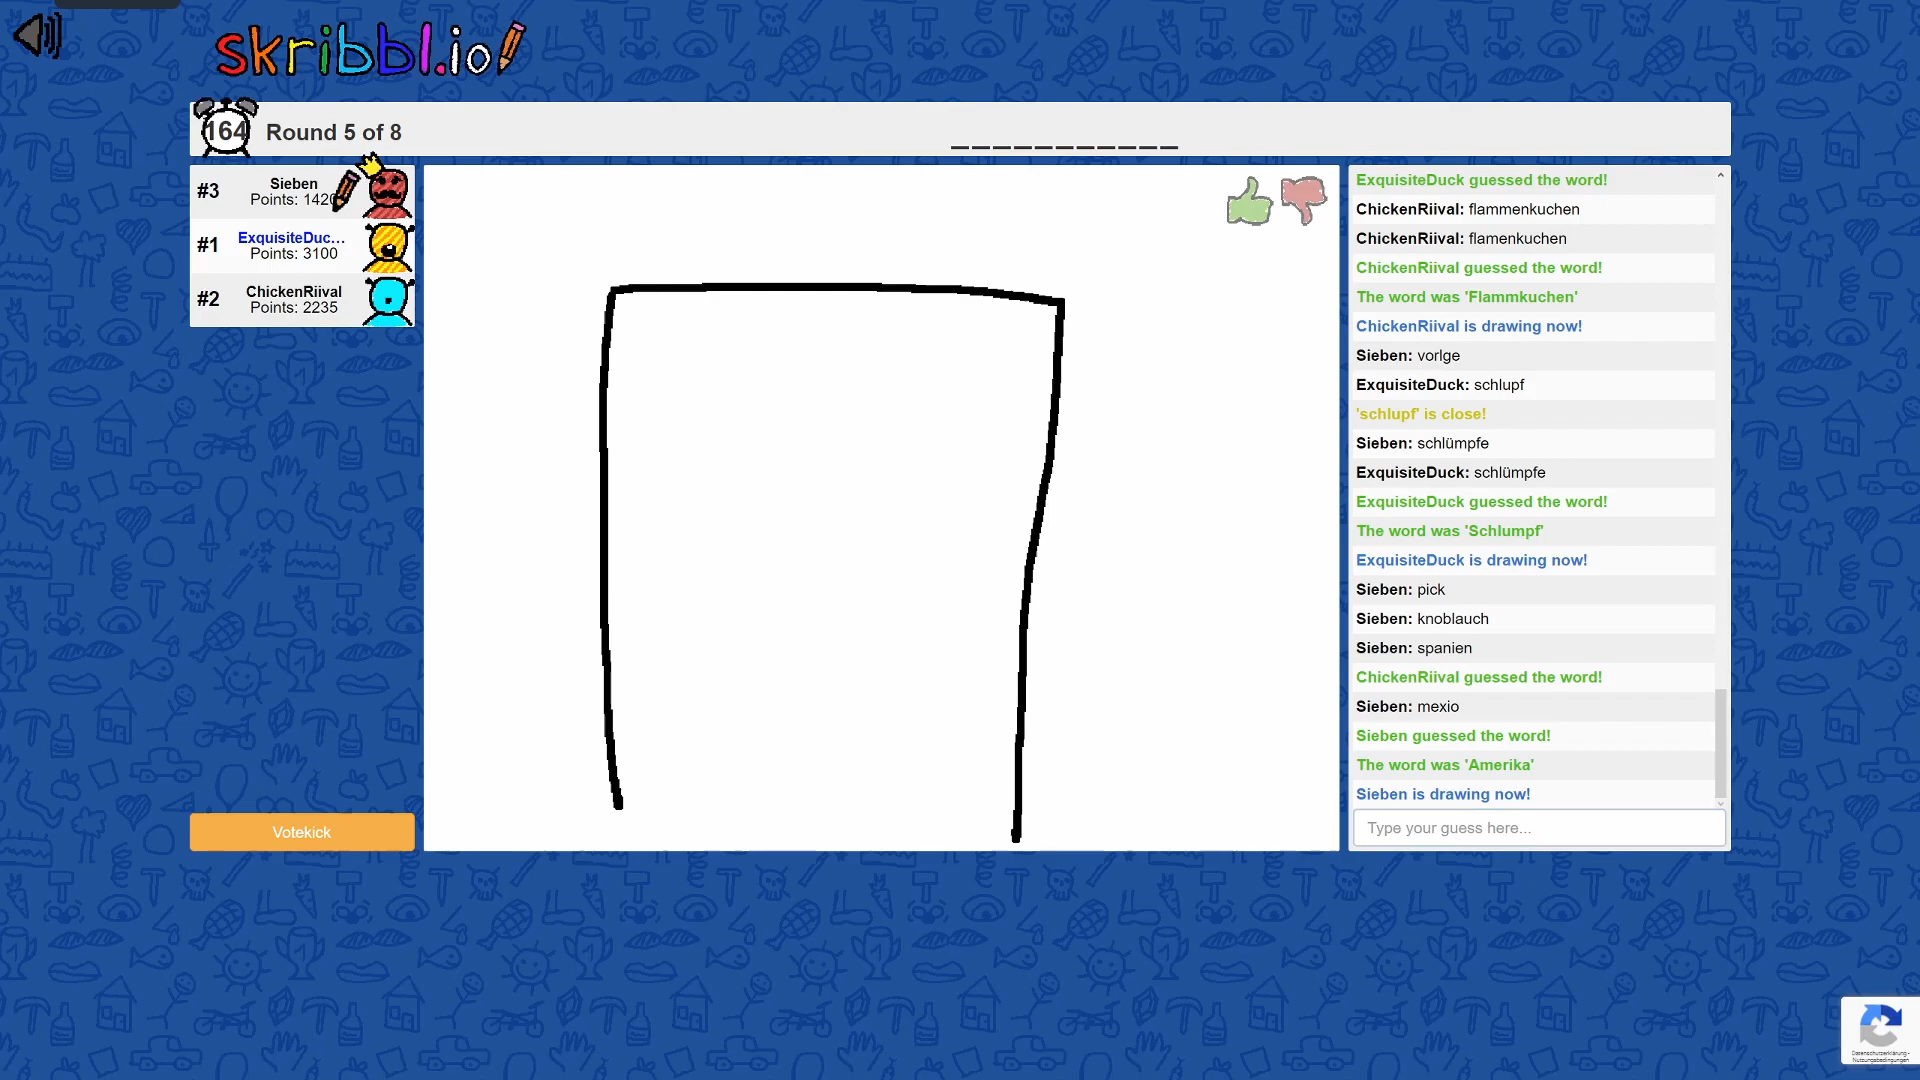 skribbl.io
164
Round 5 of 8
___________
#3
Sieben
Points: 1420
#1
ExquisiteDuc...
Points: 3100
#2
ChickenRiival
Points: 2235
Votekick
ExquisiteDuck guessed the word!
ChickenRiival: flammenkuchen
ChickenRiival: flamenkuchen
ChickenRiival guessed the word!
The word was 'Flammkuchen'
ChickenRiival is drawing now!
Sieben: vorlge
ExquisiteDuck: schlupf
'schlupf' is close!
Sieben: schlümpfe
ExquisiteDuck: schlümpfe
ExquisiteDuck guessed the word!
The word was 'Schlumpf'
ExquisiteDuck is drawing now!
Sieben: pick
Sieben: knoblauch
Sieben: spanien
ChickenRiival guessed the word!
Sieben: mexio
Sieben guessed the word!
The word was 'Amerika'
Sieben is drawing now!
Type your guess here...
Datenschutzerklärung -
Nutzungsbedingungen